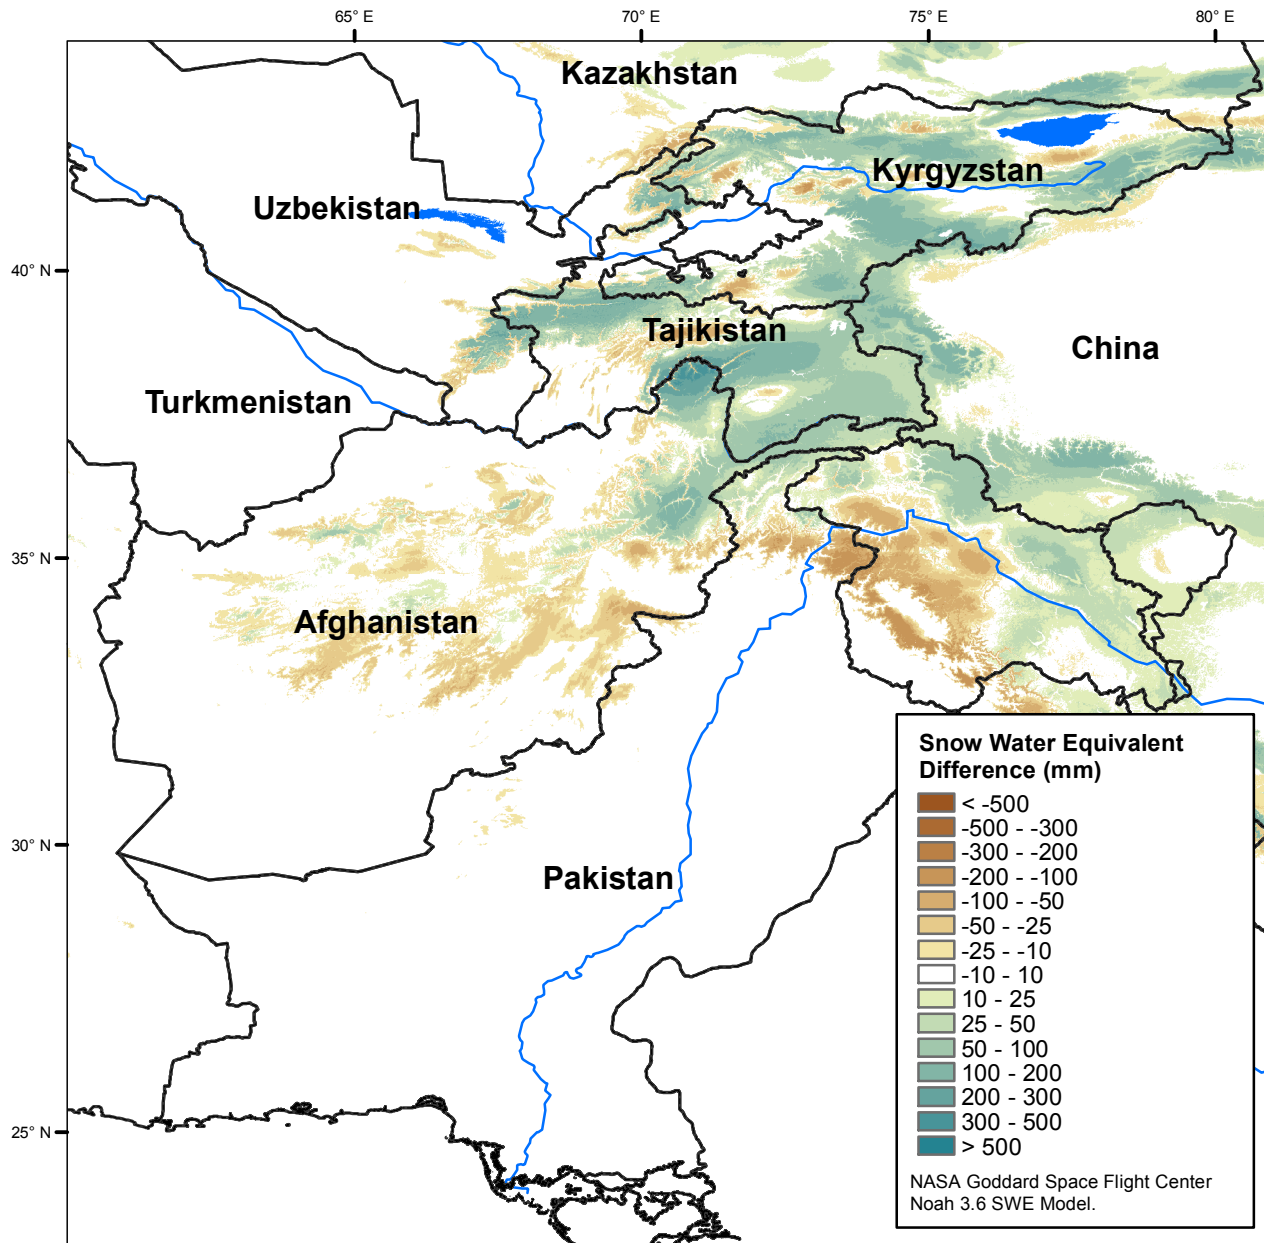 65° E
70° E
75° E
80° E
Kazakhstan
Kyrgyzstan
Uzbekistan
40° N
Tajikistan
China
Turkmenistan
35° N
Afghanistan
Snow Water Equivalent
Difference (mm)
< -500
-500 - -300
-300 - -200
-200 - -100
-100 - -50
-50 - -25
-25 - -10
-10 - 10
10 - 25
25 - 50
50 - 100
100 - 200
200 - 300
300 - 500
> 500
NASA Goddard Space Flight Center
Noah 3.6 SWE Model.
30° N
Pakistan
25° N